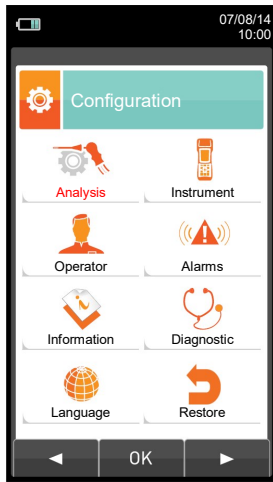 07/08/14
10:00
Configuration
Analysis
Instrument
Operator
Alarms
Information
Diagnostic
Language
Restore
OK